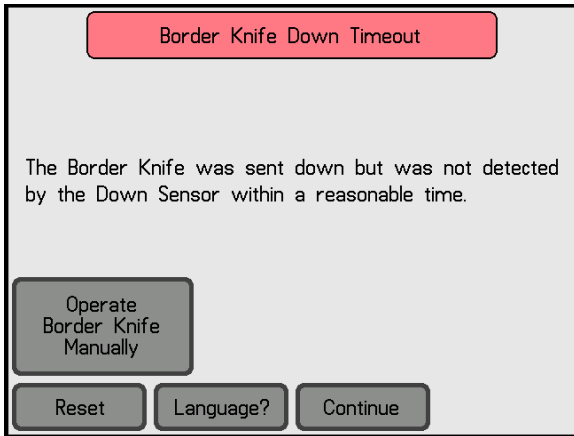 Border Knife Down Timeout
The Border Knife was sent down but was not detected
by the Down Sensor within a reasonable time.
Operate
Border Knife
Manually
Reset
Language?
Continue